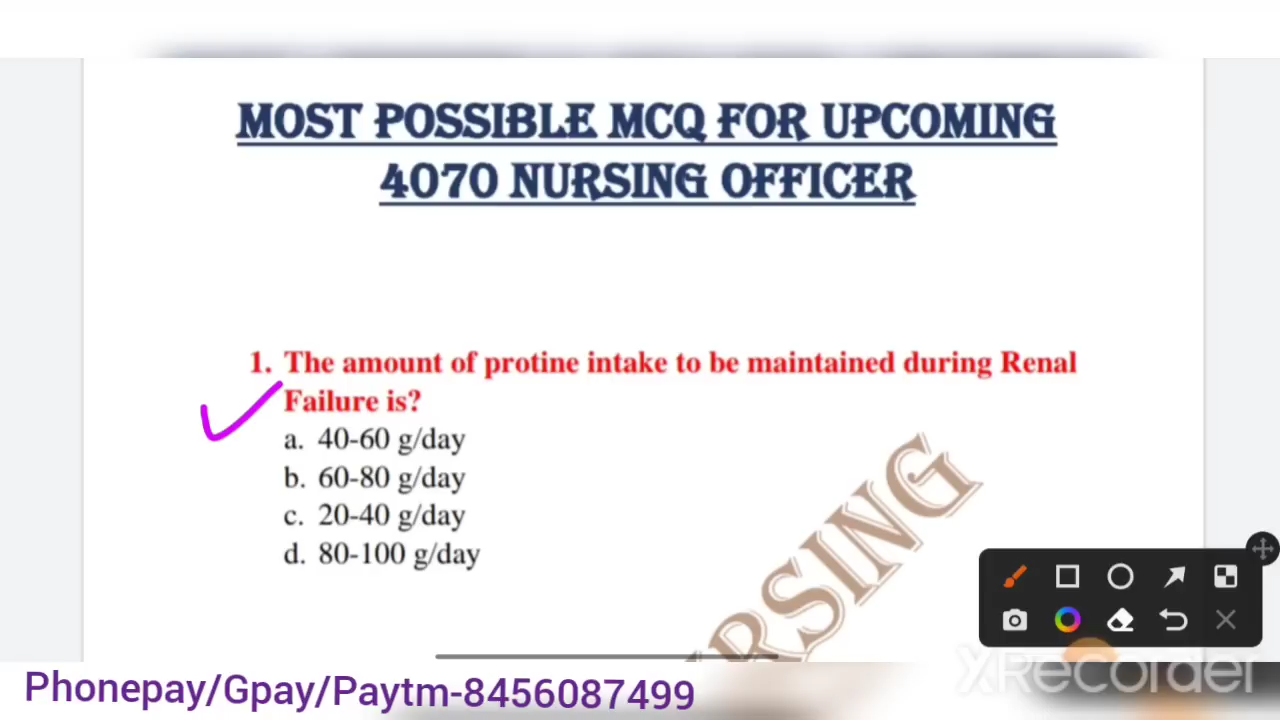 MOST POSSIBLE MCQ FOR UPCOMING
4070 NURSING OFFICER
1. The amount of protine intake to be maintained during Renal
Failure is?
a. 40-60 g/day
b. 60-80 g/day
c. 20-40 g/day
d. 80-100 g/day
RSING
XRecorder
Phonepay/Gpay/Paytm-8456087499